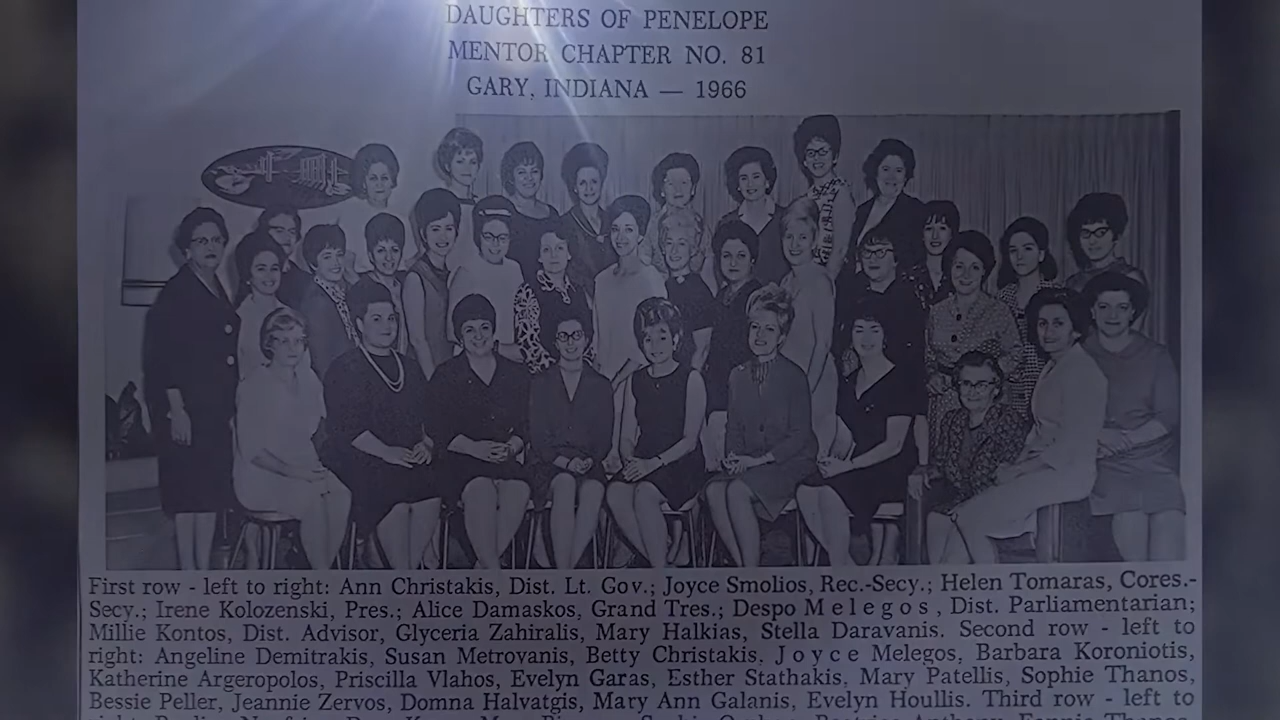 DAUGHTERS OF PENELOPE
MENTOR CHAPTER NO. 81
GARY, INDIANA — 1966
First row - left to right: Ann Christakis, Dist. Lt. Gov.; Joyce Smolios, Rec.-Secy.; Helen Tomaras, Cores.-
Secy.; Irene Kolozenski, Pres.; Alice Damaskos, Grand Tres.; Despo Melegos, Dist. Parliamentarian;
Millie Kontos, Dist. Advisor, Glyceria Zahiralis, Mary Halkias, Stella Daravanis. Second row - left to
right: Angeline Demitrakis, Susan Metrovanis, Betty Christakis, Joyce Melegos, Barbara Koroniotis,
Katherine Argeropolos, Priscilla Vlahos, Evelyn Garas, Esther Stathakis, Mary Patellis, Sophie Thanos,
Bessie Peller, Jeannie Zervos, Domna Halvatgis, Mary Ann Galanis, Evelyn Houllis. Third row - left to